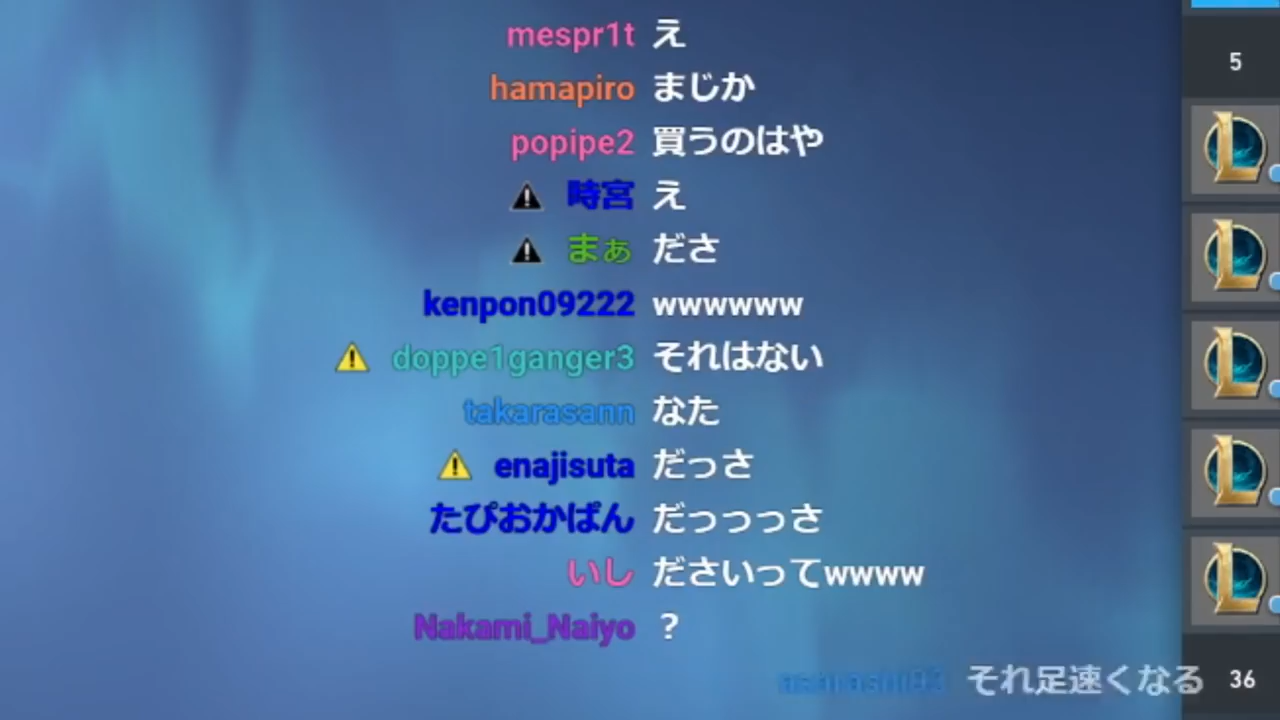 mespr1t え
5
hamapiro まじか
popipe2 買うのはや
時宮 え
まぁ ださ
kenpon09222 wwwwww
doppe1ganger3 それはない
takarasann なた
enajisuta だっさ
たぴおかぱん だっっっさ
いし ださいってwwww
Nakami_Naiyo ？
それ足速くなる
36